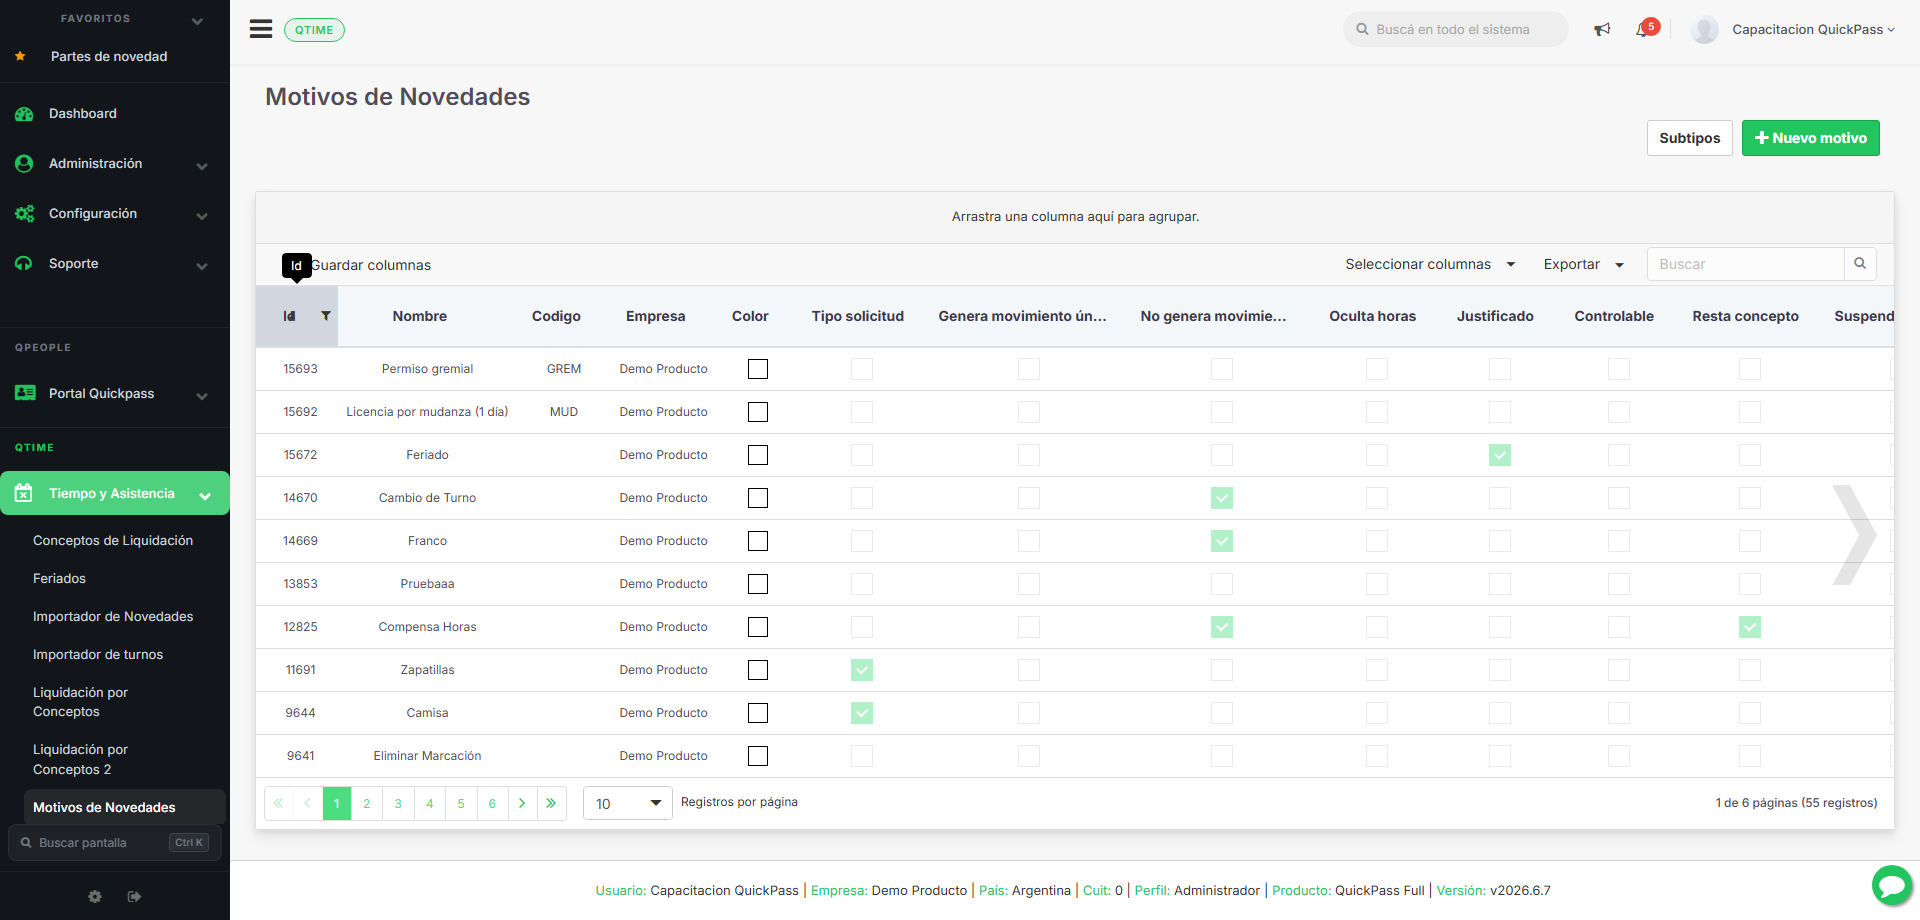 FAVORITOS
Partes de novedad
Dashboard
Administración
Configuración
Soporte
QPEOPLE
Portal Quickpass
QTIME
Tiempo y Asistencia
Conceptos de Liquidación
Feriados
Importador de Novedades
Importador de turnos
Liquidación por
Conceptos
Liquidación por
Conceptos 2
Motivos de Novedades
Buscar pantalla Ctrl K
QTIME
Buscá en todo el sistema
5
Capacitacion QuickPass
Motivos de Novedades
Subtipos
Nuevo motivo
Arrastra una columna aquí para agrupar.
Id
Guardar columnas
Seleccionar columnas
Exportar
Buscar
Id Nombre Codigo Empresa Color Tipo solicitud Genera movimiento ún... No genera movimie... Oculta horas Justificado Controlable Resta concepto Suspend
15693 Permiso gremial GREM Demo Producto
15692 Licencia por mudanza (1 día) MUD Demo Producto
15672 Feriado Demo Producto
14670 Cambio de Turno Demo Producto
14669 Franco Demo Producto
13853 Pruebaaa Demo Producto
12825 Compensa Horas Demo Producto
11691 Zapatillas Demo Producto
9644 Camisa Demo Producto
9641 Eliminar Marcación Demo Producto
« ‹ 1 2 3 4 5 6 › » 10 Registros por página 1 de 6 páginas (55 registros)
Usuario: Capacitacion QuickPass | Empresa: Demo Producto | País: Argentina | Cuit: 0 | Perfil: Administrador | Producto: QuickPass Full | Versión: v2026.6.7